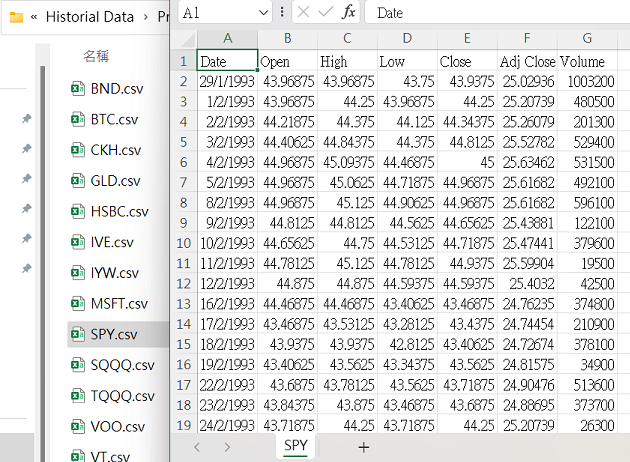 « Historial Data › Pr
名稱
BND.csv
BTC.csv
CKH.csv
GLD.csv
HSBC.csv
IVE.csv
IYW.csv
MSFT.csv
SPY.csv
SQQQ.csv
TQQQ.csv
VOO.csv
VT.csv
A1 fx Date
A B C D E F G
1 Date Open High Low Close Adj Close Volume
2 29/1/1993 43.96875 43.96875 43.75 43.9375 25.02936 1003200
3 1/2/1993 43.96875 44.25 43.96875 44.25 25.20739 480500
4 2/2/1993 44.21875 44.375 44.125 44.34375 25.26079 201300
5 3/2/1993 44.40625 44.84375 44.375 44.8125 25.52782 529400
6 4/2/1993 44.96875 45.09375 44.46875 45 25.63462 531500
7 5/2/1993 44.96875 45.0625 44.71875 44.96875 25.61682 492100
8 8/2/1993 44.96875 45.125 44.90625 44.96875 25.61682 596100
9 9/2/1993 44.8125 44.8125 44.5625 44.65625 25.43881 122100
10 10/2/1993 44.65625 44.75 44.53125 44.71875 25.47441 379600
11 11/2/1993 44.78125 45.125 44.78125 44.9375 25.59904 19500
12 12/2/1993 44.875 44.875 44.59375 44.59375 25.4032 42500
13 16/2/1993 44.46875 44.46875 43.40625 43.46875 24.76235 374800
14 17/2/1993 43.46875 43.53125 43.28125 43.4375 24.74454 210900
15 18/2/1993 43.9375 43.9375 42.8125 43.40625 24.72674 378100
16 19/2/1993 43.40625 43.5625 43.34375 43.5625 24.81575 34900
17 22/2/1993 43.6875 43.78125 43.5625 43.71875 24.90476 513600
18 23/2/1993 43.84375 43.875 43.46875 43.6875 24.88695 373700
19 24/2/1993 43.71875 44.25 43.71875 44.25 25.20739 26300
SPY +